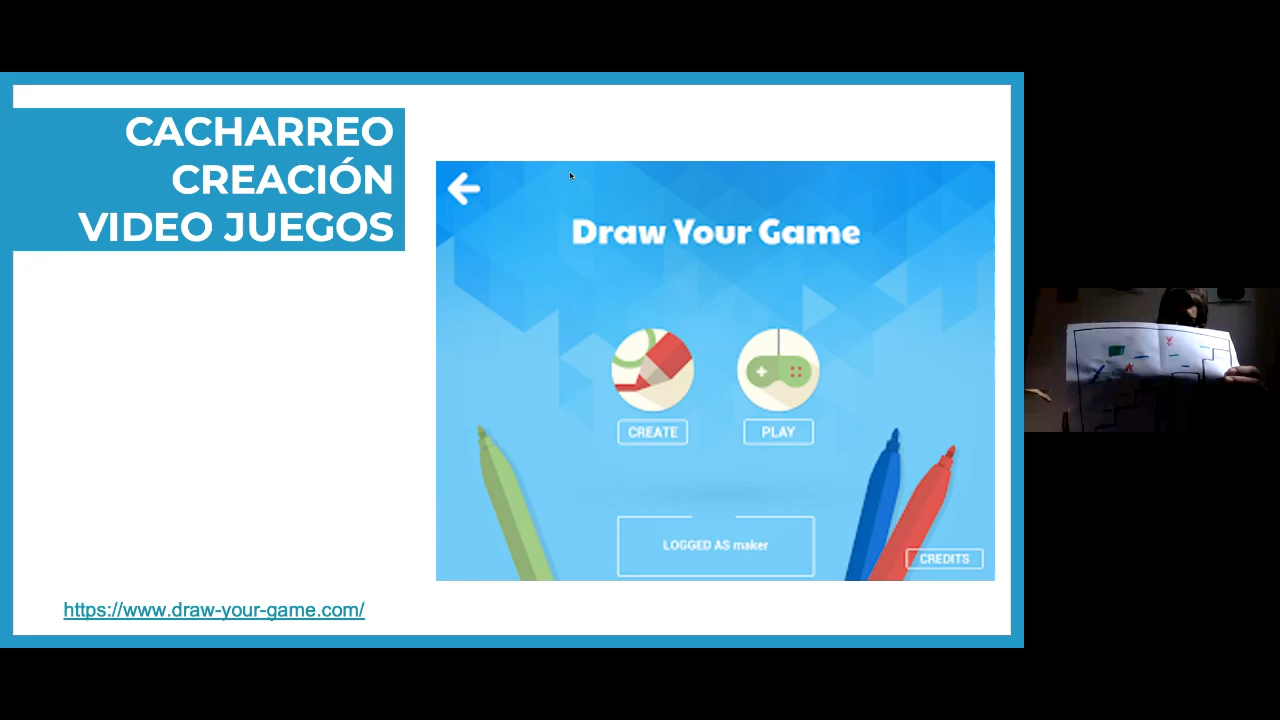 CACHARREO
CREACIÓN
VIDEO JUEGOS
Draw Your Game
CREATE
PLAY
LOGGED AS maker
CREDITS
https://www.draw-your-game.com/